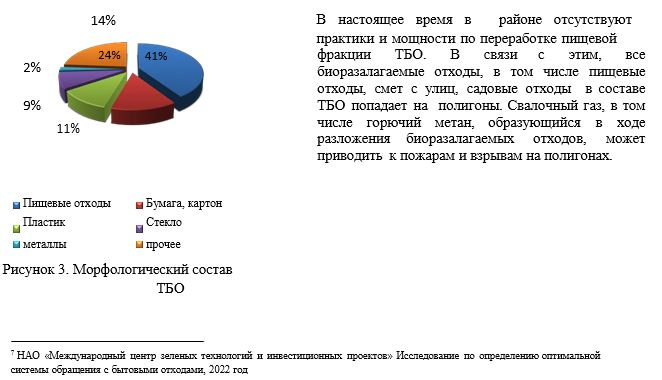 14%
24%
41%
2%
9%
11%
Пищевые отходы
Бумага, картон
Пластик
Стекло
металлы
прочее
Рисунок 3. Морфологический состав
ТБО
В настоящее время в районе отсутствуют
практики и мощности по переработке пищевой
фракции ТБО. В связи с этим, все
биоразалагаемые отходы, в том числе пищевые
отходы, смет с улиц, садовые отходы в составе
ТБО попадает на полигоны. Свалочный газ, в том
числе горючий метан, образующийся в ходе
разложения биоразалагаемых отходов, может
приводить к пожарам и взрывам на полигонах.
7 НАО «Международный центр зеленых технологий и инвестиционных проектов» Исследование по определению оптимальной
системы обращения с бытовыми отходами, 2022 год